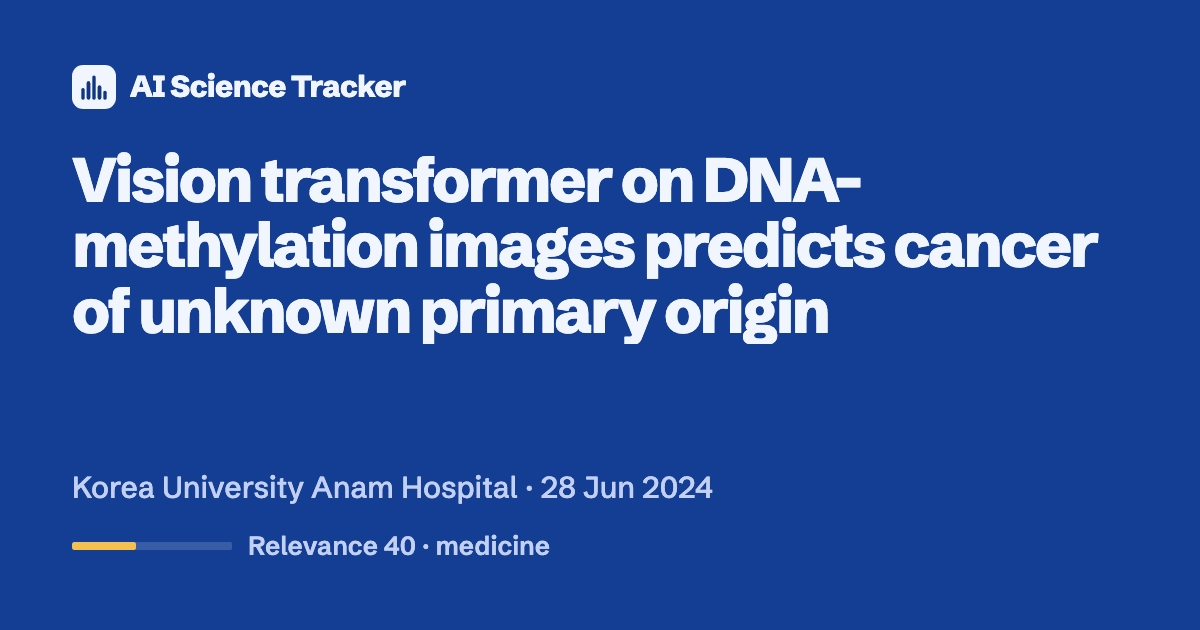 AI Science Tracker
Vision transformer on DNA-
methylation images predicts cancer
of unknown primary origin
Korea University Anam Hospital · 28 Jun 2024
Relevance 40 · medicine